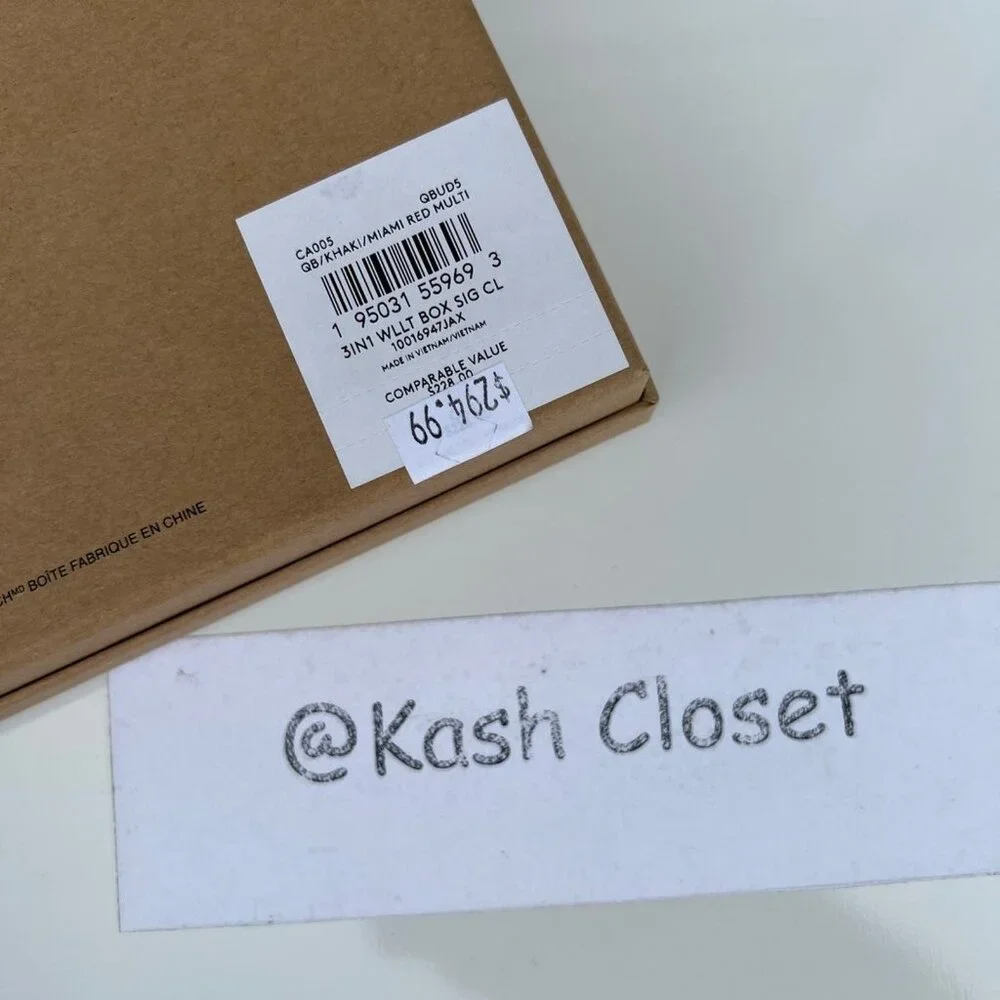 QBUD5
CA005
QB/KHAKI/MIAMI RED MULTI
1 95031 55969 3
3IN1 WLLT BOX SIG CL
10016947JAX
MADE IN VIETNAM/VIETNAM
COMPARABLE VALUE
$228.00
$294.99
CHMD BOÎTE FABRIQUE EN CHINE
@Kash Closet